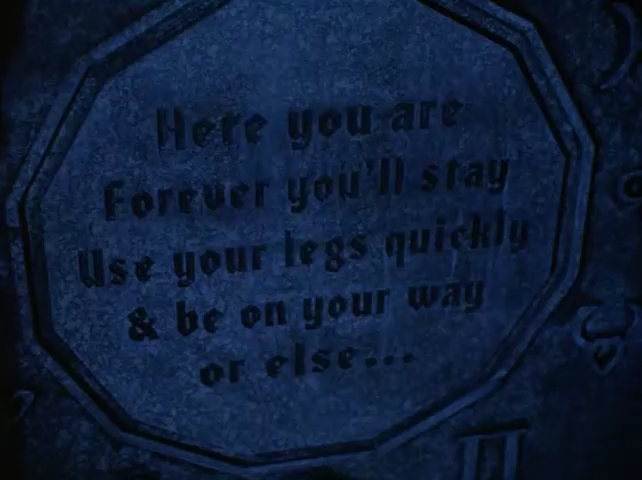 Here you are
Forever you'll stay
Use your legs quickly
& be on your way
or else...